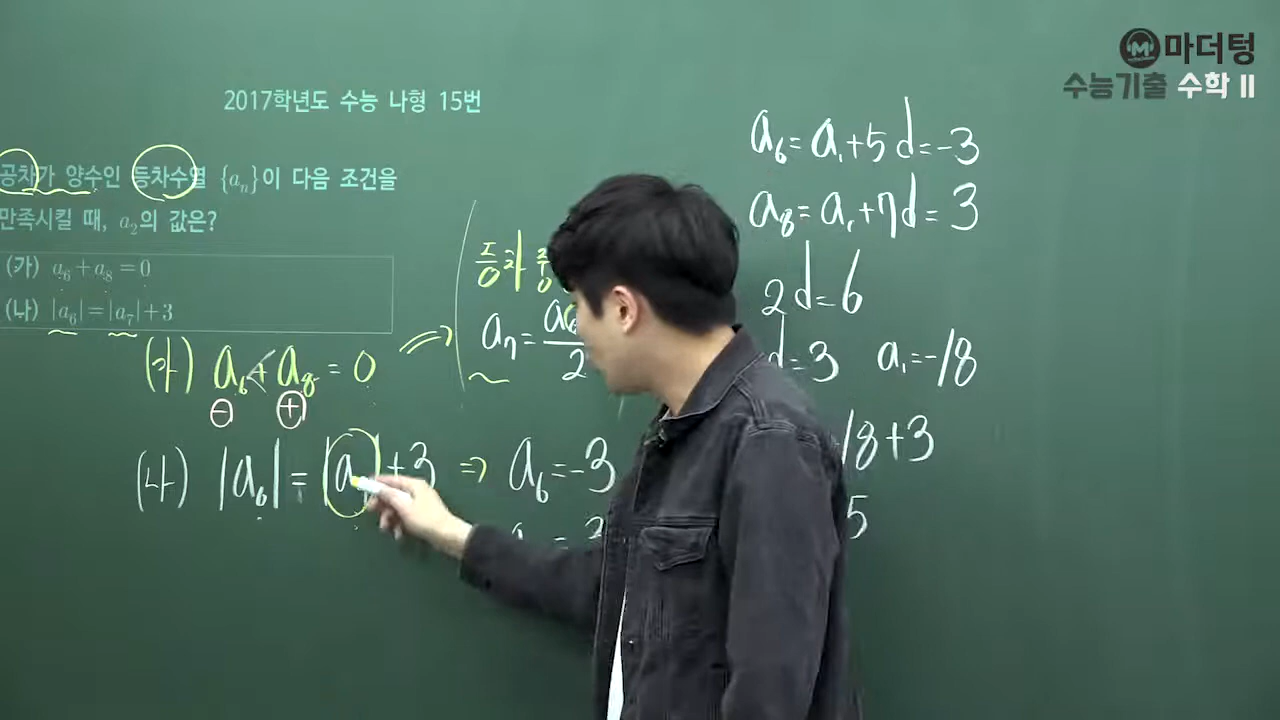 마더텅
수능기출 수학 II
2017학년도 수능 나형 15번
공차가 양수인 등차수열 {aₙ}이 다음 조건을
만족시킬 때, a₂의 값은?
(가) a₆+a₈=0
(나) |a₆|=|a₇|+3
(가) a₆+a₈=0
⊖ ⊕
(나) |a₆|=|a₇|+3 ⇒ a₆=-3
등차
a₇=
2
a₆=a₁+5d=-3
a₈=a₁+7d=3
2d=6
d=3 a₁=-18
18+3
5